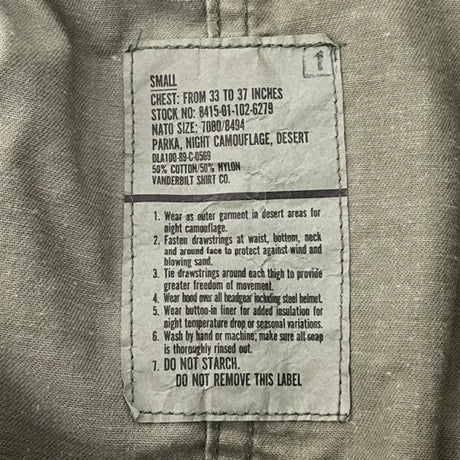 1
SMALL
CHEST: FROM 33 TO 37 INCHES
STOCK NO: 8415-01-102-6279
NATO SIZE: 7080/8494
PARKA, NIGHT CAMOUFLAGE, DESERT
DLA100-89-C-0569
50% COTTON/50% NYLON
VANDERBILT SHIRT CO.
1. Wear as outer garment in desert areas for
night camouflage.
2. Fasten drawstrings at waist, bottom, neck
and around face to protect against wind and
blowing sand.
3. Tie drawstrings around each thigh to provide
greater freedom of movement.
4. Wear hood over all headgear including steel helmet.
5. Wear button-in liner for added insulation for
night temperature drop or seasonal variations.
6. Wash by hand or machine; make sure all soap
is thoroughly rinsed out.
7. DO NOT STARCH.
DO NOT REMOVE THIS LABEL